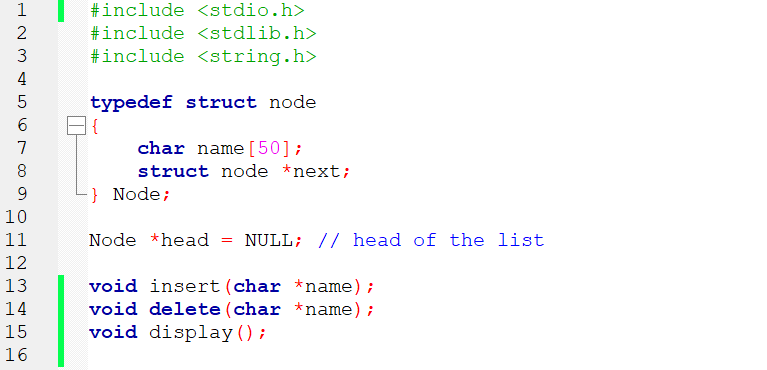 1 #include <stdio.h>
2 #include <stdlib.h>
3 #include <string.h>
4
5 typedef struct node
6 {
7 char name[50];
8 struct node *next;
9 } Node;
10
11 Node *head = NULL; // head of the list
12
13 void insert(char *name);
14 void delete(char *name);
15 void display();
16